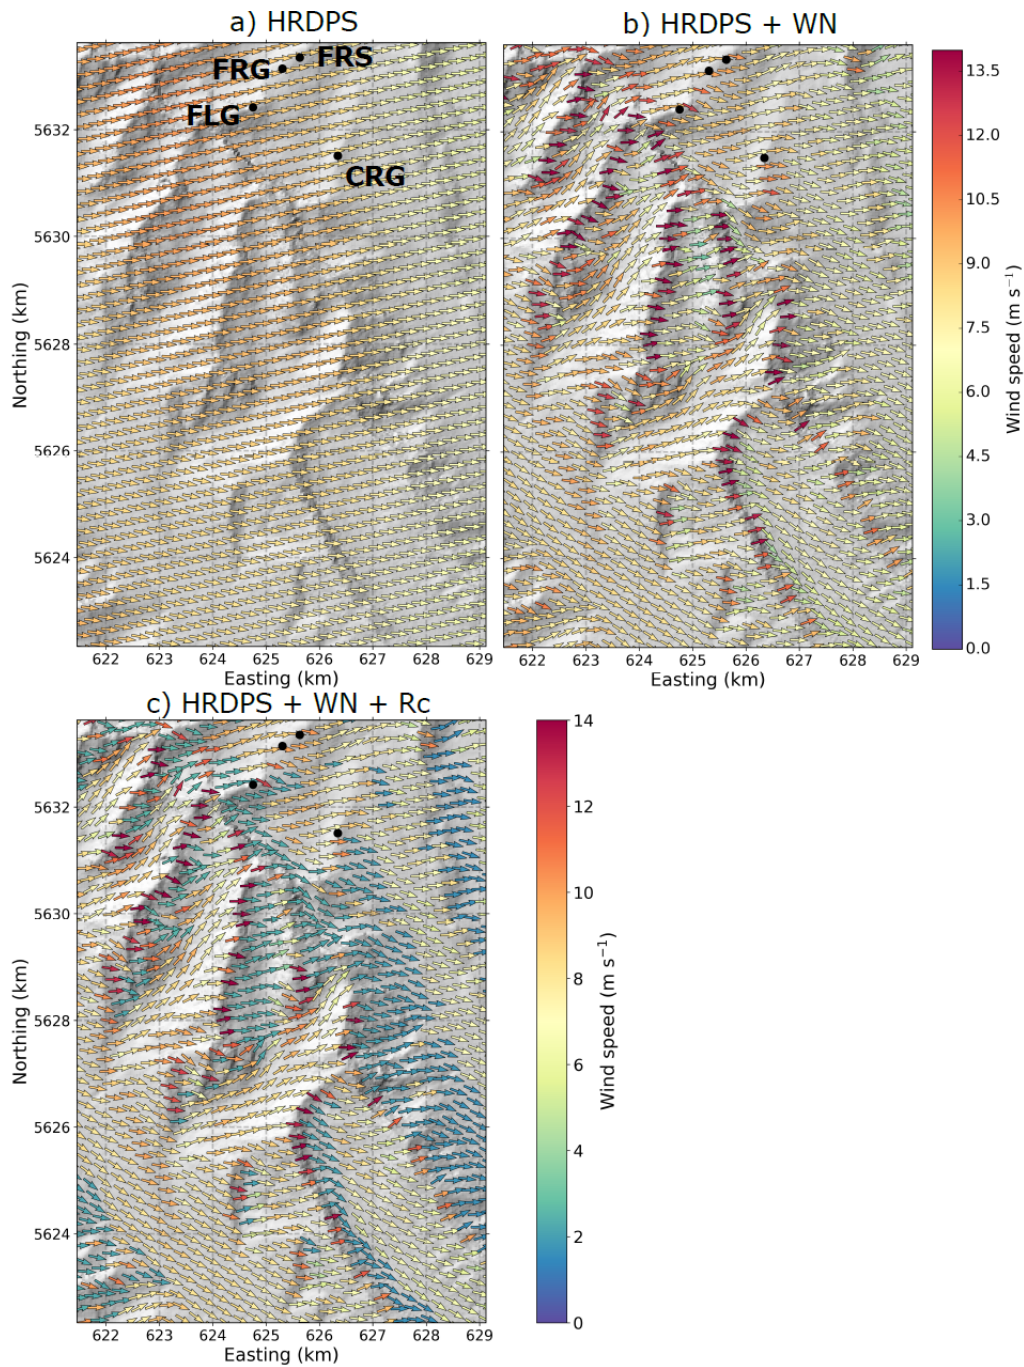 a) HRDPS
b) HRDPS + WN
FRS
FRG
FLG
CRG
5632
5630
5628
5626
5624
Northing (km)
622 623 624 625 626 627 628 629
Easting (km)
622 623 624 625 626 627 628 629
Easting (km)
13.5
12.0
10.5
9.0
7.5
6.0
4.5
3.0
1.5
0.0
Wind speed (m s⁻¹)
c) HRDPS + WN + Rc
5632
5630
5628
5626
5624
Northing (km)
622 623 624 625 626 627 628 629
Easting (km)
14
12
10
8
6
4
2
0
Wind speed (m s⁻¹)